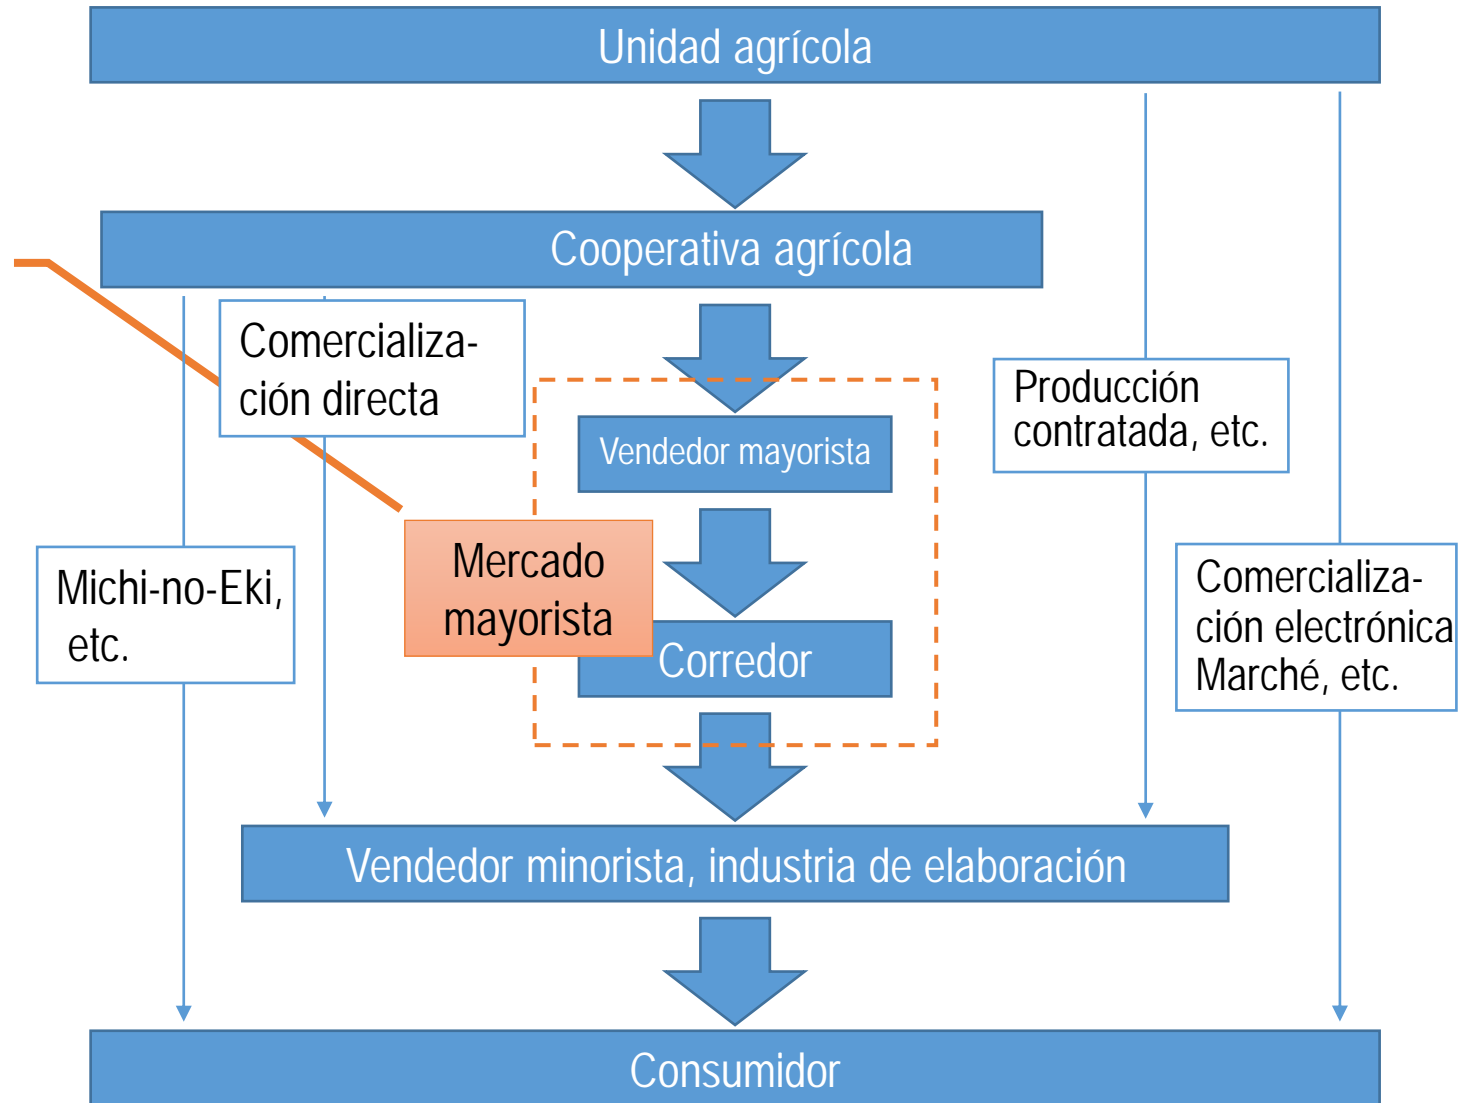 Unidad agrícola
Cooperativa agrícola
Comercializa-
ción directa
Producción
contratada, etc.
Vendedor mayorista
Mercado
mayorista
Michi-no-Eki,
etc.
Comercializa-
ción electrónica
Marché, etc.
Corredor
Vendedor minorista, industria de elaboración
Consumidor